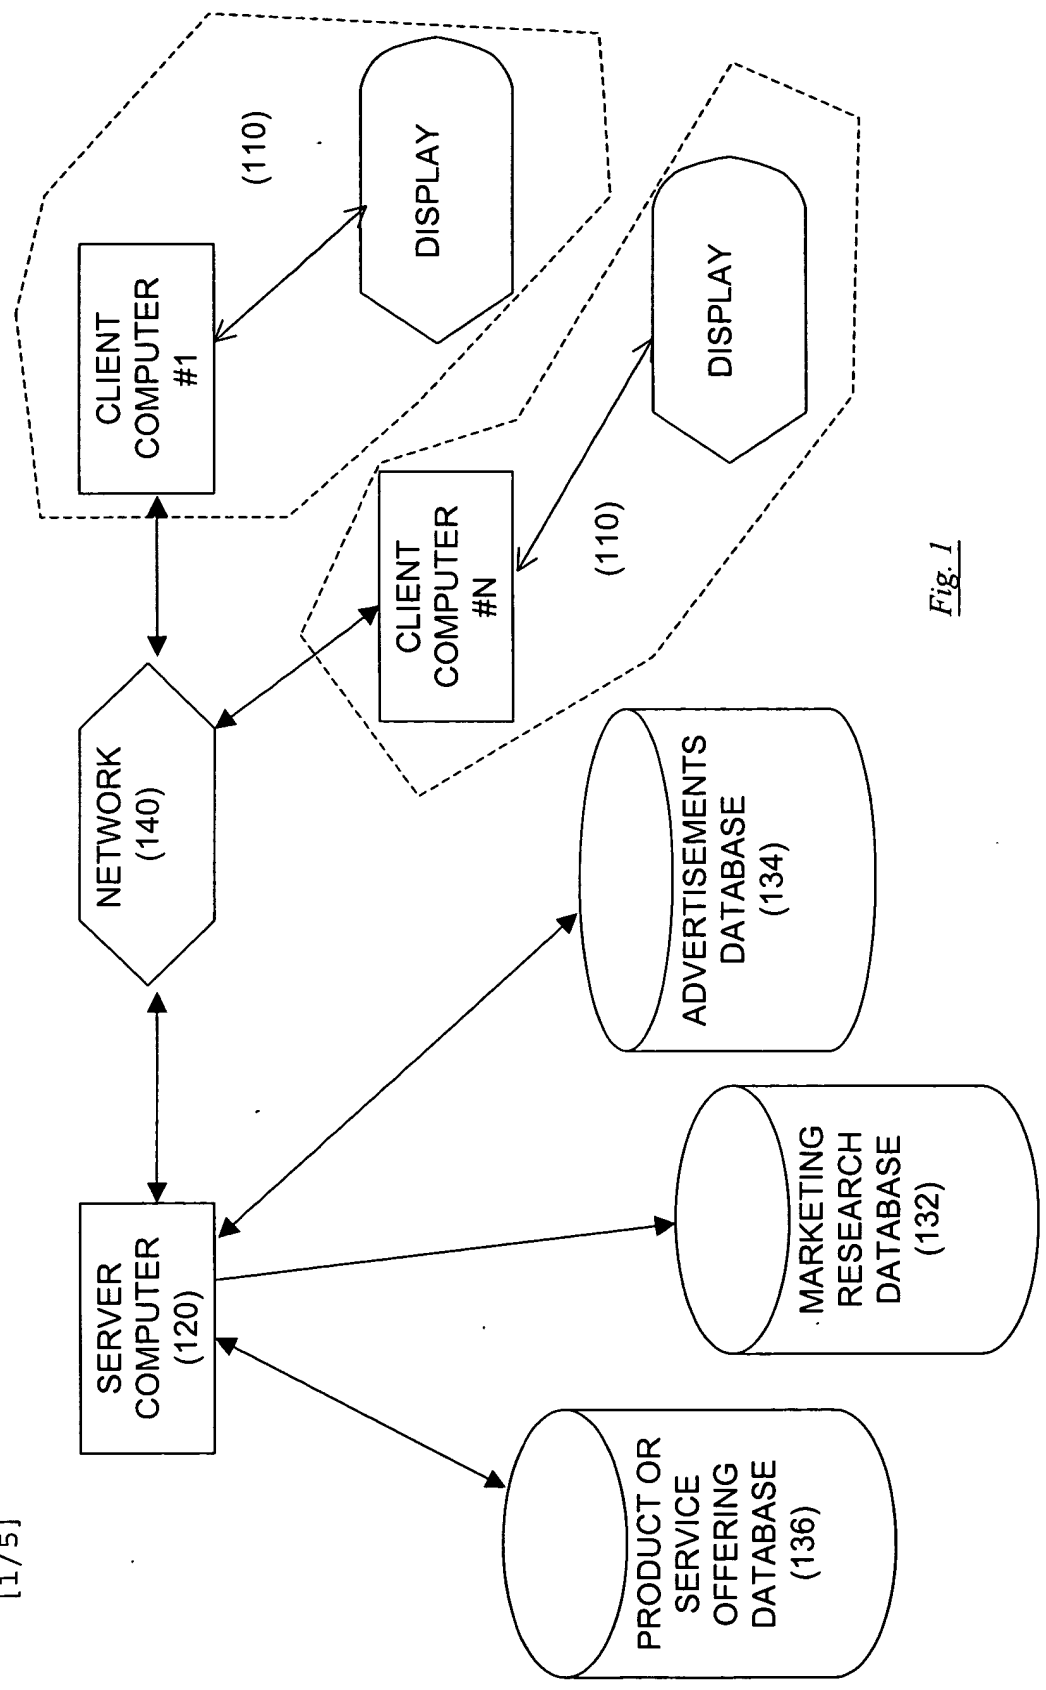 [1/5]
SERVER
COMPUTER
(120)
NETWORK
(140)
CLIENT
COMPUTER
#1
(110)
DISPLAY
CLIENT
COMPUTER
#N
(110)
DISPLAY
PRODUCT OR
SERVICE
OFFERING
DATABASE
(136)
MARKETING
RESEARCH
DATABASE
(132)
ADVERTISEMENTS
DATABASE
(134)
Fig. 1